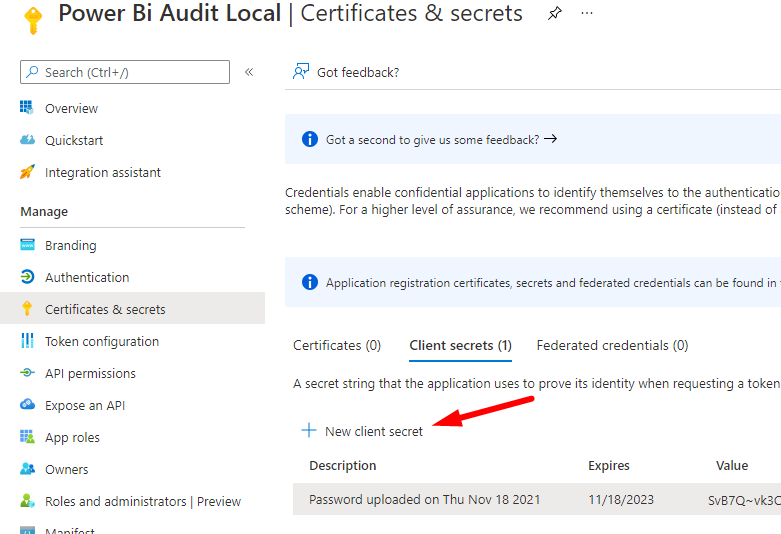 Power Bi Audit Local | Certificates & secrets
Search (Ctrl+/)
«
Got feedback?
Overview
Quickstart
Integration assistant
Manage
Branding
Authentication
Certificates & secrets
Token configuration
API permissions
Expose an API
App roles
Owners
Roles and administrators | Preview
Manifest
Got a second to give us some feedback?
Credentials enable confidential applications to identify themselves to the authenticatio
scheme). For a higher level of assurance, we recommend using a certificate (instead of
Application registration certificates, secrets and federated credentials can be found in
Certificates (0) Client secrets (1) Federated credentials (0)
A secret string that the application uses to prove its identity when requesting a token
New client secret
Description Expires Value
Password uploaded on Thu Nov 18 2021 11/18/2023 SvB7Q~vk3